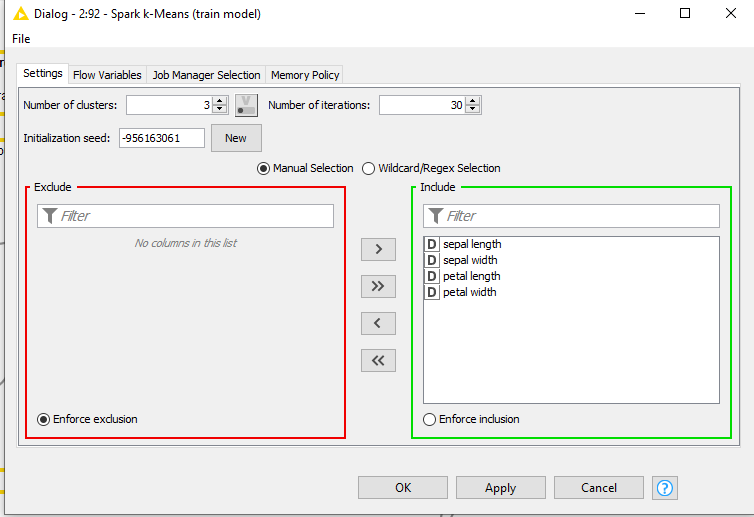 Dialog - 2:92 - Spark k-Means (train model)
File
Settings Flow Variables Job Manager Selection Memory Policy
Number of clusters: 3 V Number of iterations: 30
Initialization seed: -956163061 New
Manual Selection Wildcard/Regex Selection
Exclude Include
Filter Filter
No columns in this list
D sepal length
D sepal width
D petal length
D petal width
Enforce exclusion Enforce inclusion
OK Apply Cancel ?